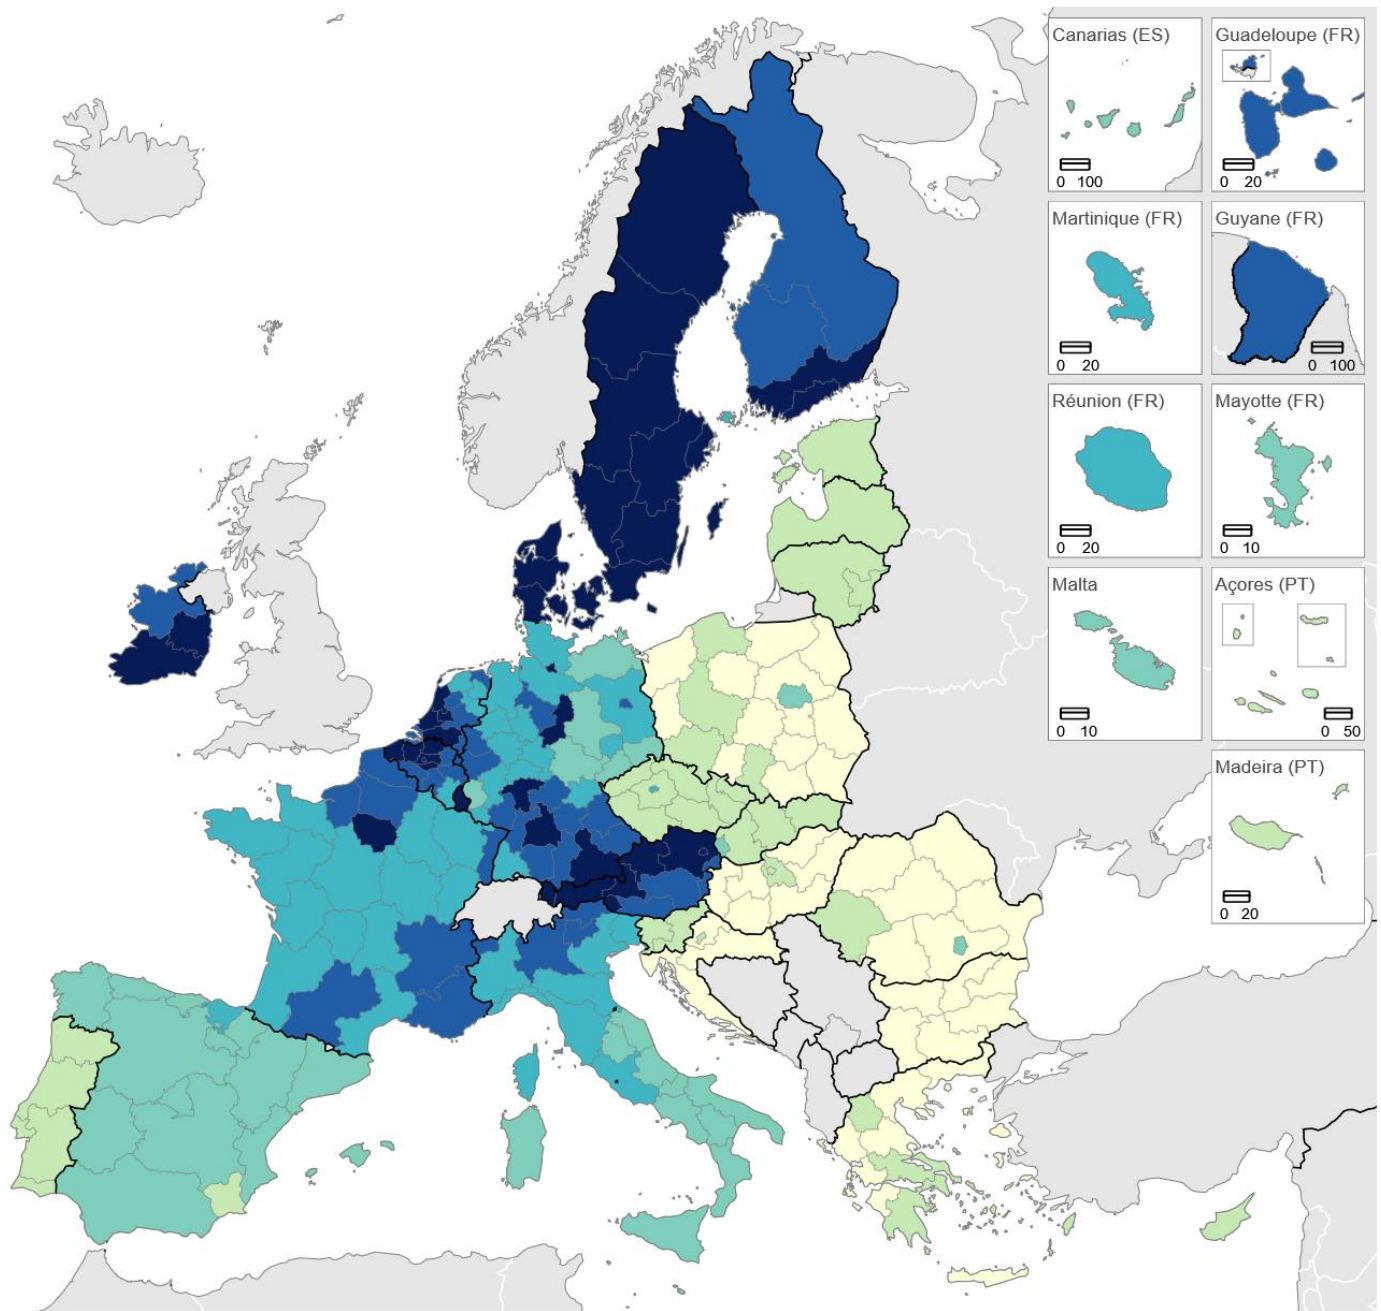 Canarias (ES)
0 100
Guadeloupe (FR)
0 20
Martinique (FR)
0 20
Guyane (FR)
0 100
Réunion (FR)
0 20
Mayotte (FR)
0 10
Malta
0 10
Açores (PT)
0 50
Madeira (PT)
0 20